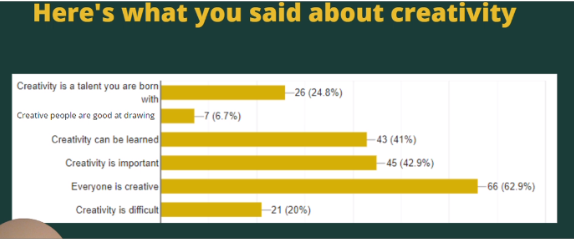 Here's what you said about creativity
Creativity is a talent you are born
with
26 (24.8%)
Creative people are good at drawing
7 (6.7%)
Creativity can be learned
43 (41%)
Creativity is important
45 (42.9%)
Everyone is creative
66 (62.9%)
Creativity is difficult
21 (20%)